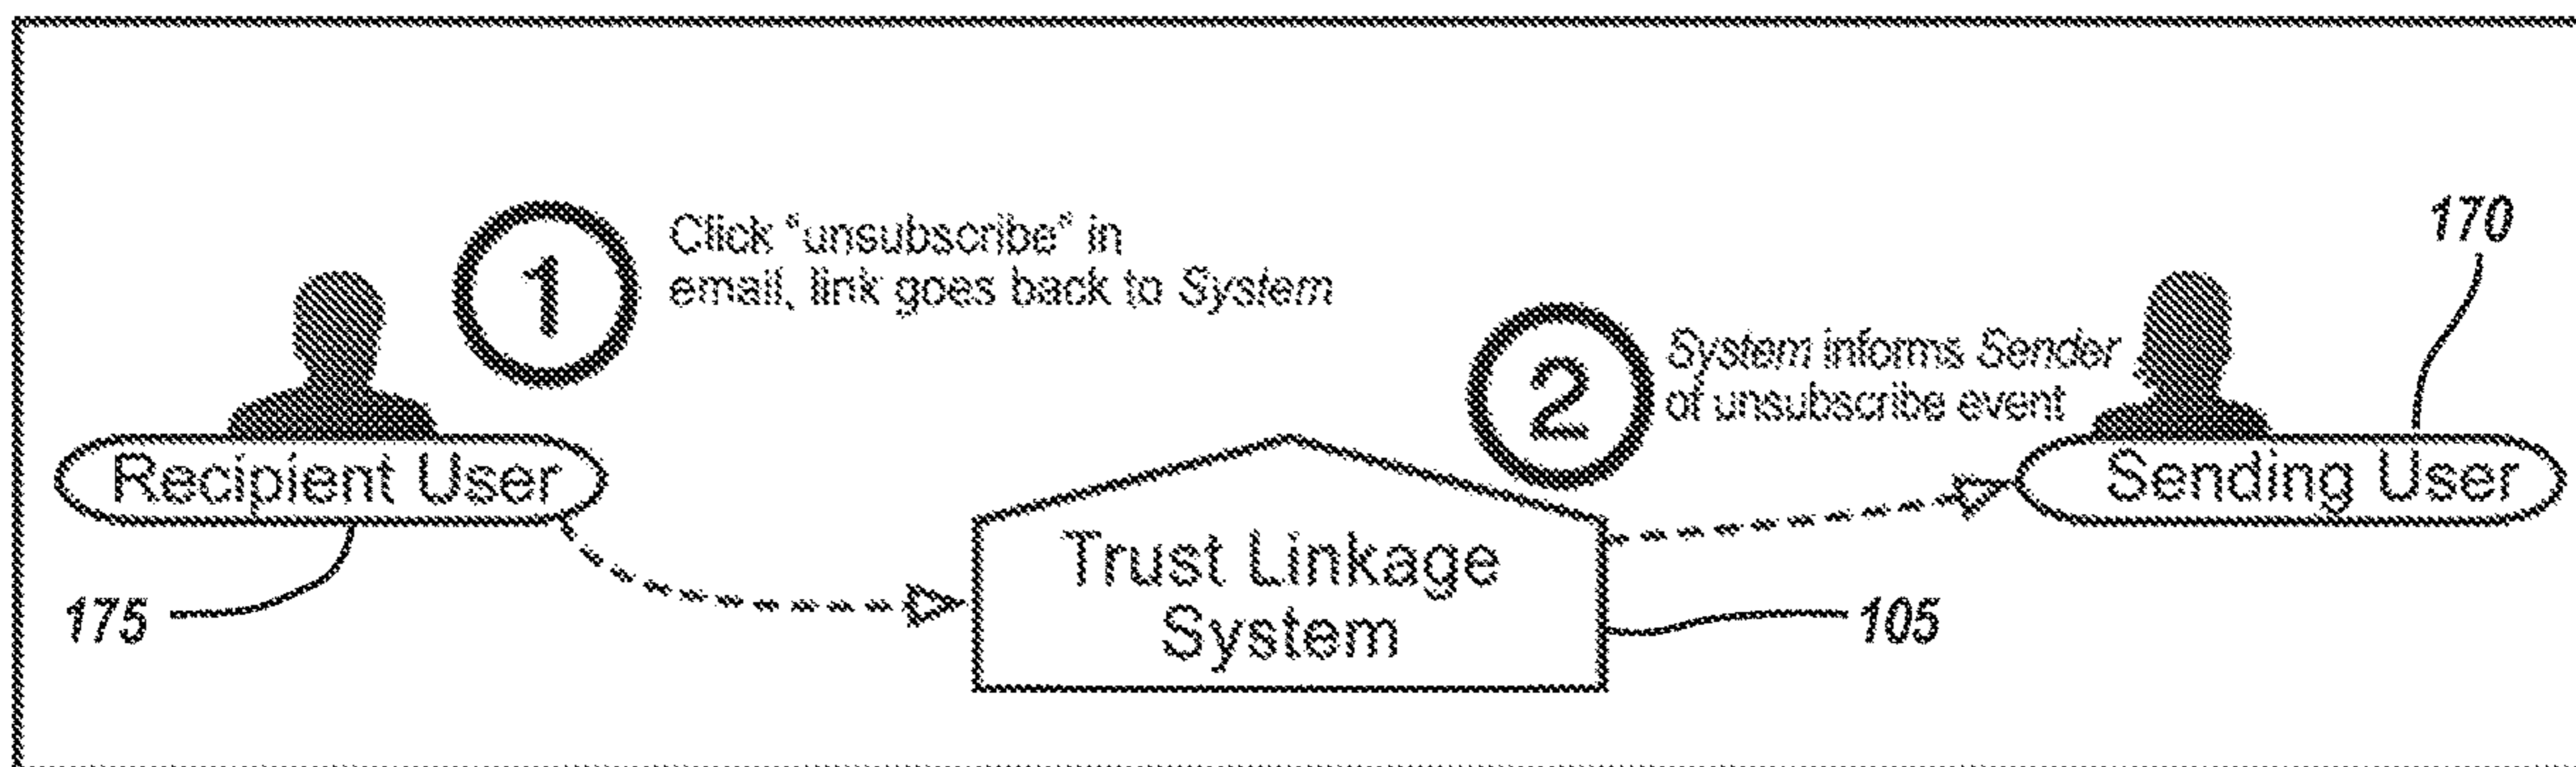 170
1
Click "unsubscribe" in
email, link goes back to System
2
System informs Sender
of unsubscribe event
Recipient User
Sending User
Trust Linkage
System
175
105